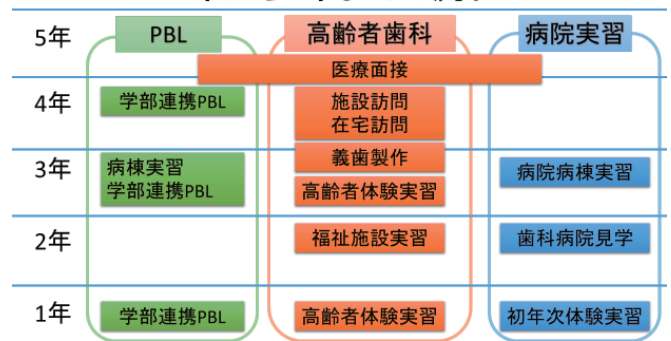 5年 PBL 高齢者歯科 病院実習
医療面接
4年 学部連携PBL 施設訪問
在宅訪問
3年 病棟実習
学部連携PBL
義歯製作
高齢者体験実習
病院病棟実習
2年 福祉施設実習 歯科病院見学
1年 学部連携PBL 高齢者体験実習 初年次体験実習